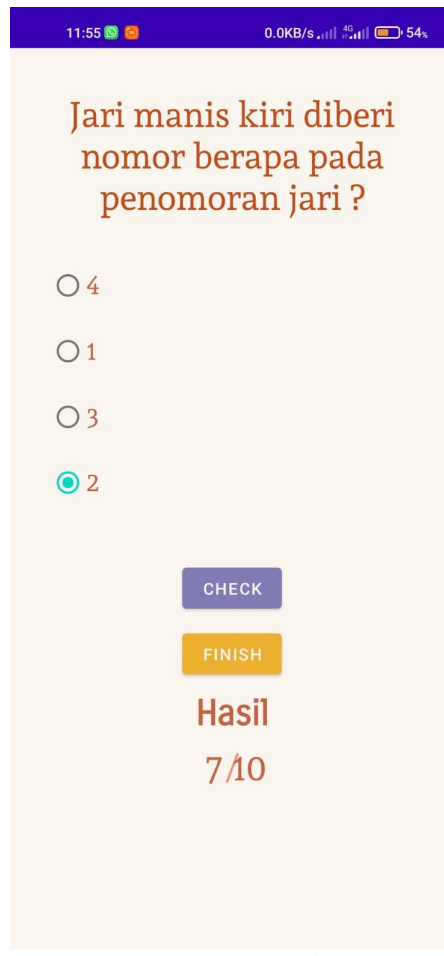 11:55 0.0KB/s 4G 54%
Jari manis kiri diberi
nomor berapa pada
penomoran jari ?
4
1
3
2
CHECK
FINISH
Hasil
7/10